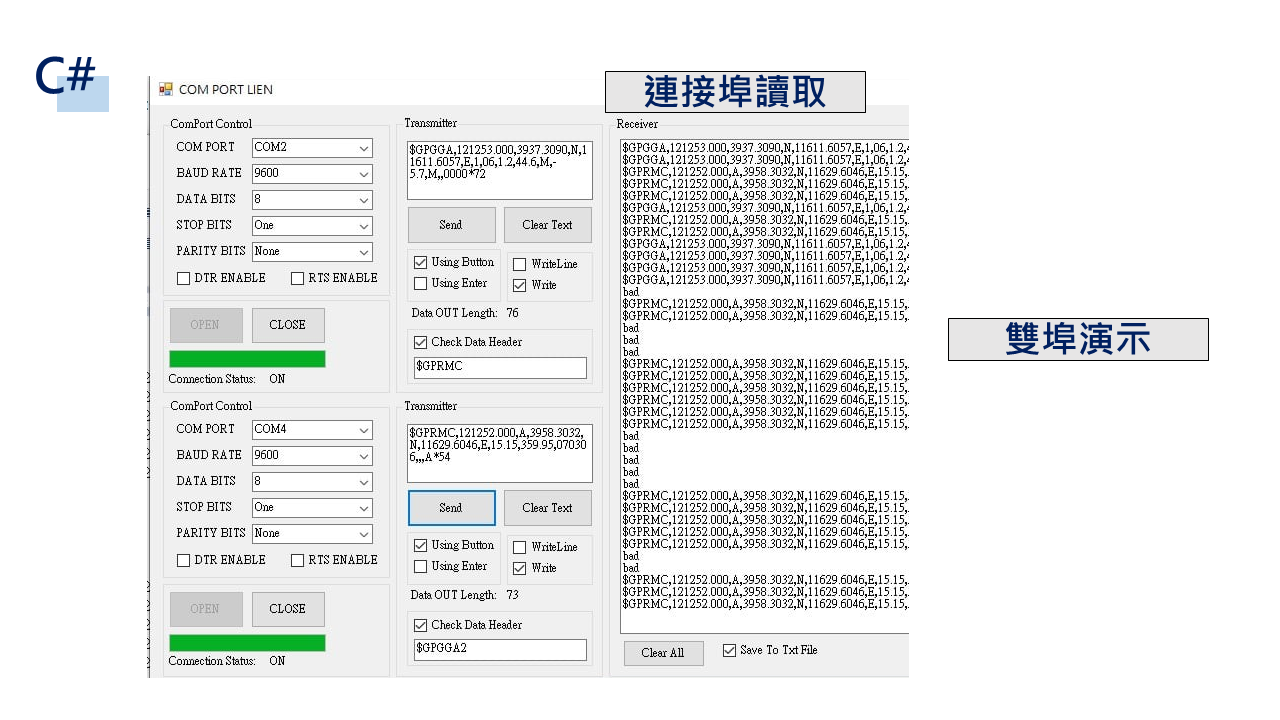 C#
COM PORT LIEN
連接埠讀取
雙埠演示
ComPort Control
COM PORT COM2
BAUD RATE 9600
DATA BITS 8
STOP BITS One
PARITY BITS None
DTR ENABLE RTS ENABLE
OPEN CLOSE
Connection Status: ON
Transmitter
$GPGGA,121253.000,3937.3090,N,1
1611.6057,E,1,06,1.2,44.6,M,-
5.7,M,,0000*72
Send Clear Text
Using Button WriteLine
Using Enter Write
Data OUT Length: 76
Check Data Header
$GPRMC
ComPort Control
COM PORT COM4
BAUD RATE 9600
DATA BITS 8
STOP BITS One
PARITY BITS None
DTR ENABLE RTS ENABLE
OPEN CLOSE
Connection Status: ON
Transmitter
$GPRMC,121252.000,A,3958.3032,
N,11629.6046,E,15.15,359.95,07030
6,,,A*54
Send Clear Text
Using Button WriteLine
Using Enter Write
Data OUT Length: 73
Check Data Header
$GPGGA2
Receiver
$GPGGA,121253.000,3937.3090,N,11611.6057,E,1,06,1.2,4
$GPGGA,121253.000,3937.3090,N,11611.6057,E,1,06,1.2,4
$GPRMC,121252.000,A,3958.3032,N,11629.6046,E,15.15,
$GPRMC,121252.000,A,3958.3032,N,11629.6046,E,15.15,
$GPRMC,121252.000,A,3958.3032,N,11629.6046,E,15.15,
$GPGGA,121253.000,3937.3090,N,11611.6057,E,1,06,1.2,4
$GPRMC,121252.000,A,3958.3032,N,11629.6046,E,15.15,
$GPRMC,121252.000,A,3958.3032,N,11629.6046,E,15.15,
$GPGGA,121253.000,3937.3090,N,11611.6057,E,1,06,1.2,4
$GPGGA,121253.000,3937.3090,N,11611.6057,E,1,06,1.2,4
$GPGGA,121253.000,3937.3090,N,11611.6057,E,1,06,1.2,4
$GPGGA,121253.000,3937.3090,N,11611.6057,E,1,06,1.2,4
bad
$GPRMC,121252.000,A,3958.3032,N,11629.6046,E,15.15,
$GPRMC,121252.000,A,3958.3032,N,11629.6046,E,15.15,
bad
bad
bad
$GPRMC,121252.000,A,3958.3032,N,11629.6046,E,15.15,
$GPRMC,121252.000,A,3958.3032,N,11629.6046,E,15.15,
$GPRMC,121252.000,A,3958.3032,N,11629.6046,E,15.15,
$GPRMC,121252.000,A,3958.3032,N,11629.6046,E,15.15,
$GPRMC,121252.000,A,3958.3032,N,11629.6046,E,15.15,
$GPRMC,121252.000,A,3958.3032,N,11629.6046,E,15.15,
bad
bad
bad
bad
bad
$GPRMC,121252.000,A,3958.3032,N,11629.6046,E,15.15,
$GPRMC,121252.000,A,3958.3032,N,11629.6046,E,15.15,
$GPRMC,121252.000,A,3958.3032,N,11629.6046,E,15.15,
$GPRMC,121252.000,A,3958.3032,N,11629.6046,E,15.15,
$GPRMC,121252.000,A,3958.3032,N,11629.6046,E,15.15,
bad
bad
$GPRMC,121252.000,A,3958.3032,N,11629.6046,E,15.15,
$GPRMC,121252.000,A,3958.3032,N,11629.6046,E,15.15,
$GPRMC,121252.000,A,3958.3032,N,11629.6046,E,15.15,
Clear All Save To Txt File